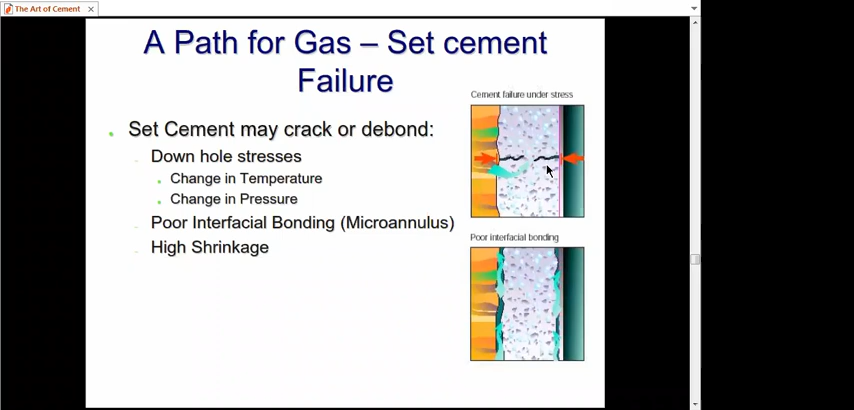 The Art of Cement
A Path for Gas – Set cement
Failure
Cement failure under stress
Set Cement may crack or debond:
Down hole stresses
Change in Temperature
Change in Pressure
Poor Interfacial Bonding (Microannulus)
High Shrinkage
Poor interfacial bonding